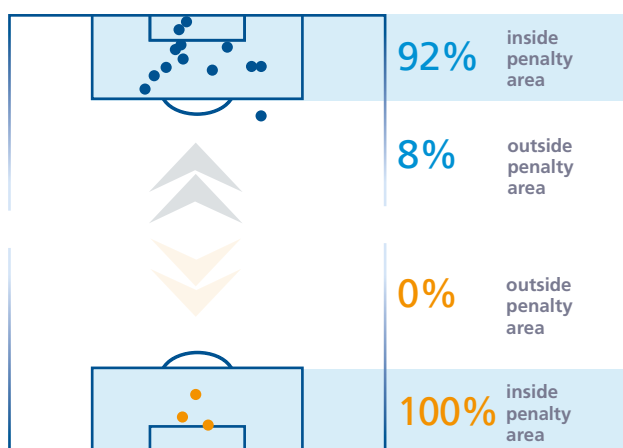 92%
inside
penalty
area
8%
outside
penalty
area
0%
outside
penalty
area
100%
inside
penalty
area